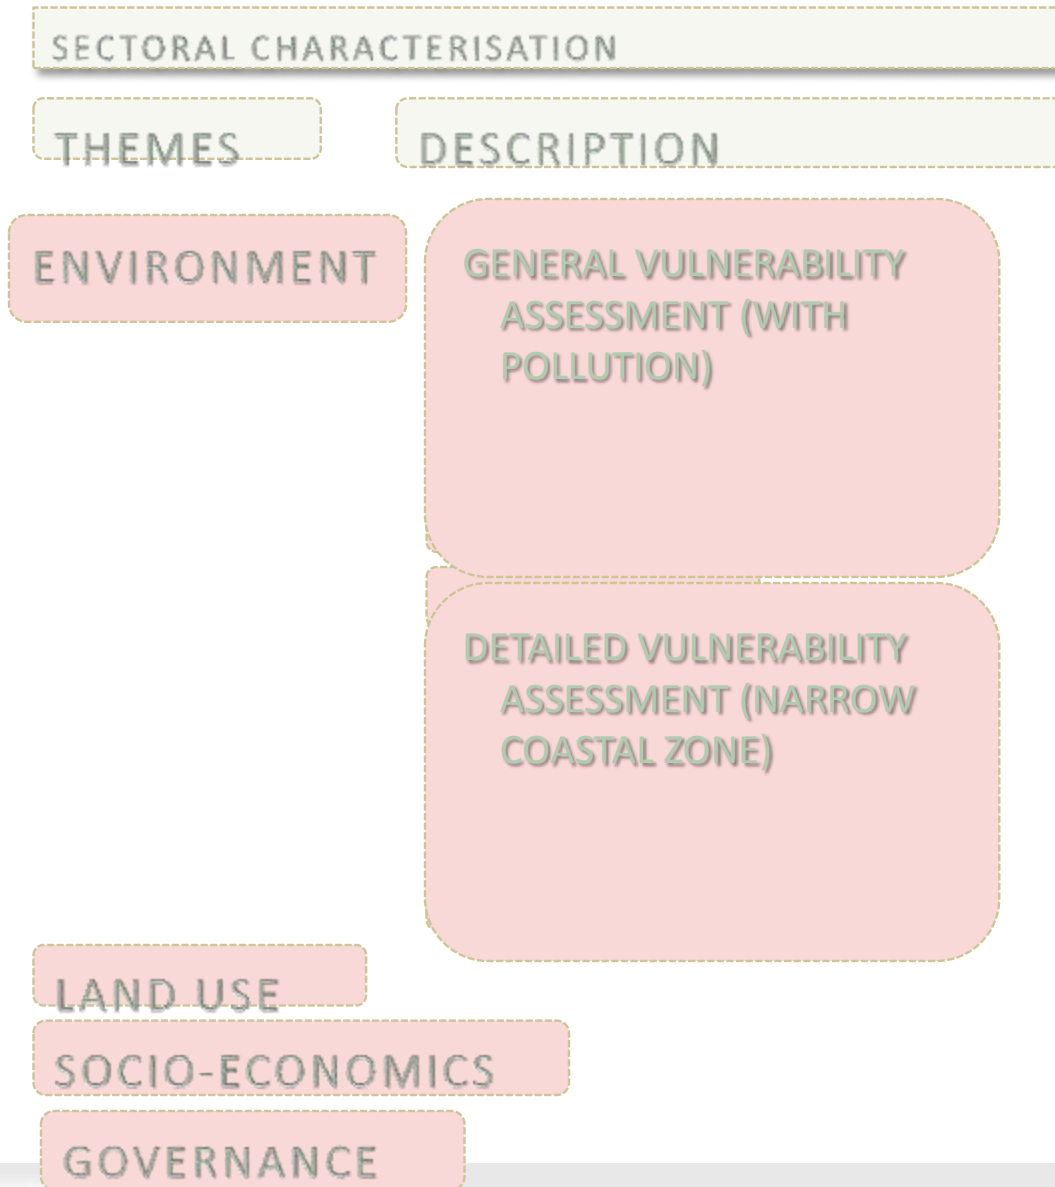 SECTORAL CHARACTERISATION
THEMES
DESCRIPTION
ENVIRONMENT
GENERAL VULNERABILITY
ASSESSMENT (WITH
POLLUTION)
DETAILED VULNERABILITY
ASSESSMENT (NARROW
COASTAL ZONE)
LAND USE
SOCIO-ECONOMICS
GOVERNANCE